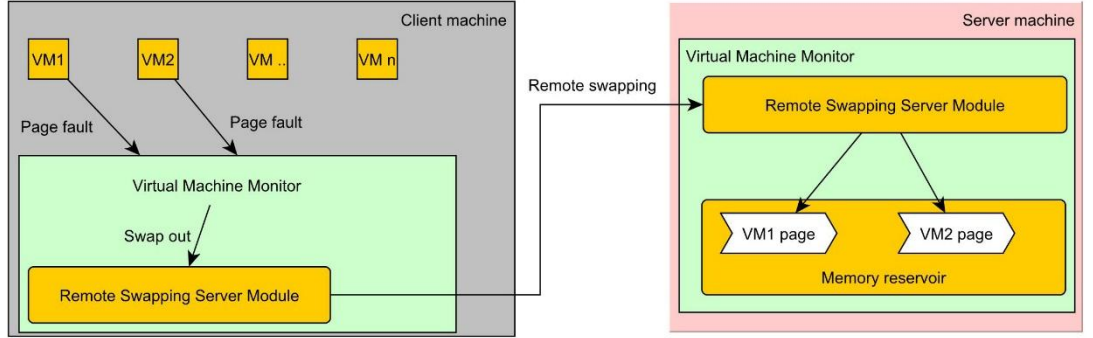 Client machine
VM1
VM2
VM ..
VM n
Page fault
Page fault
Virtual Machine Monitor
Swap out
Remote Swapping Server Module
Remote swapping
Server machine
Virtual Machine Monitor
Remote Swapping Server Module
VM1 page
VM2 page
Memory reservoir